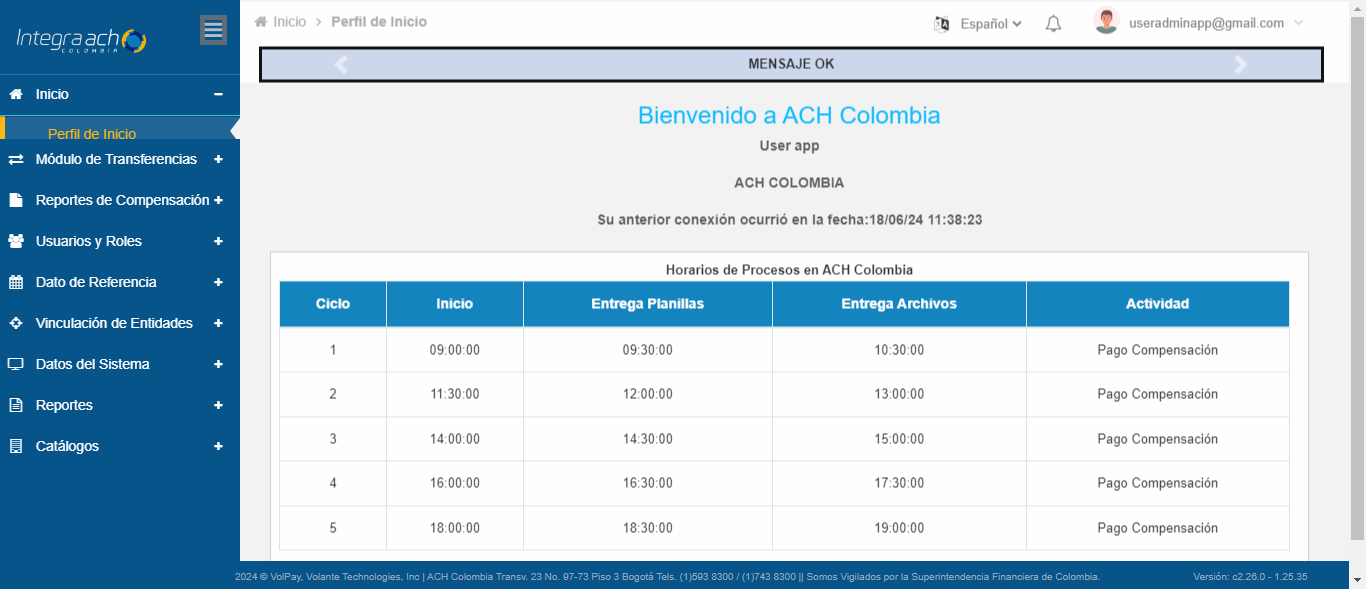 Integra ach
COLOMBIA
Inicio
Perfil de Inicio
Módulo de Transferencias +
Reportes de Compensación +
Usuarios y Roles +
Dato de Referencia +
Vinculación de Entidades +
Datos del Sistema +
Reportes +
Catálogos +
Inicio > Perfil de Inicio
Español
useradminapp@gmail.com
MENSAJE OK
Bienvenido a ACH Colombia
User app
ACH COLOMBIA
Su anterior conexión ocurrió en la fecha:18/06/24 11:38:23
Horarios de Procesos en ACH Colombia
Ciclo Inicio Entrega Planillas Entrega Archivos Actividad
1 09:00:00 09:30:00 10:30:00 Pago Compensación
2 11:30:00 12:00:00 13:00:00 Pago Compensación
3 14:00:00 14:30:00 15:00:00 Pago Compensación
4 16:00:00 16:30:00 17:30:00 Pago Compensación
5 18:00:00 18:30:00 19:00:00 Pago Compensación
2024 © VolPay, Volante Technologies, Inc | ACH Colombia Transv. 23 No. 97-73 Piso 3 Bogotá Tels. (1)593 8300 / (1)743 8300 || Somos Vigilados por la Superintendencia Financiera de Colombia. Versión: c2.26.0 - 1.25.35